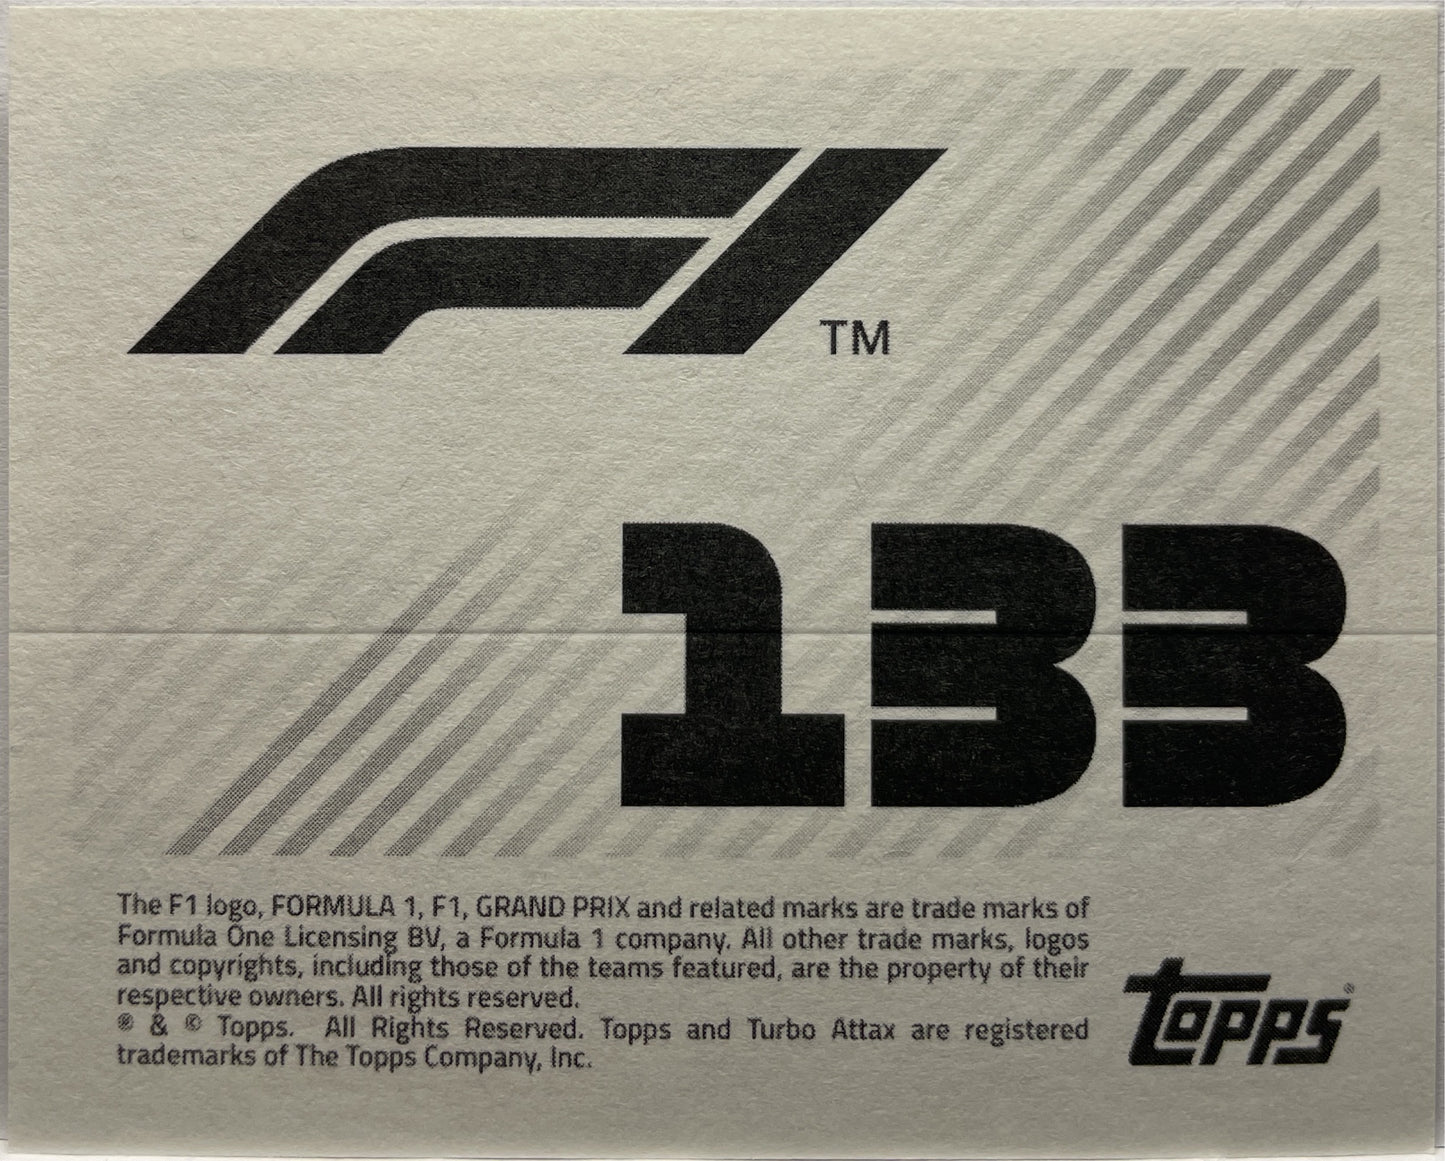 F1 TM
133
The F1 logo, FORMULA 1, F1, GRAND PRIX and related marks are trade marks of
Formula One Licensing BV, a Formula 1 company. All other trade marks, logos
and copyrights, including those of the teams featured, are the property of their
respective owners. All rights reserved.
® & © Topps. All Rights Reserved. Topps and Turbo Attax are registered
trademarks of The Topps Company, Inc.
Topps®